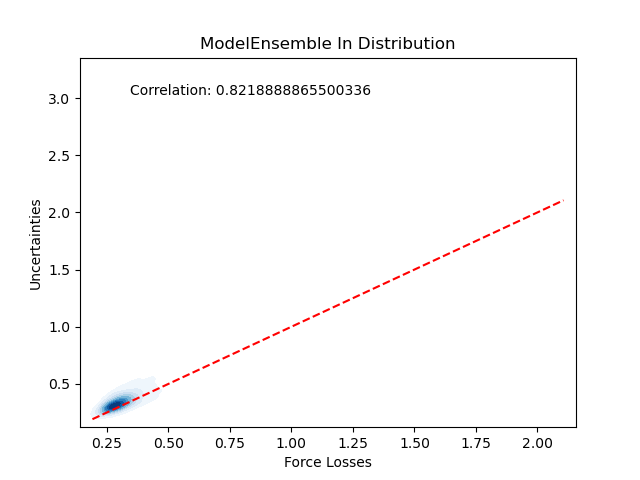 ModelEnsemble In Distribution
Correlation: 0.8218888865500336
Uncertainties
3.0
2.5
2.0
1.5
1.0
0.5
0.25 0.50 0.75 1.00 1.25 1.50 1.75 2.00
Force Losses